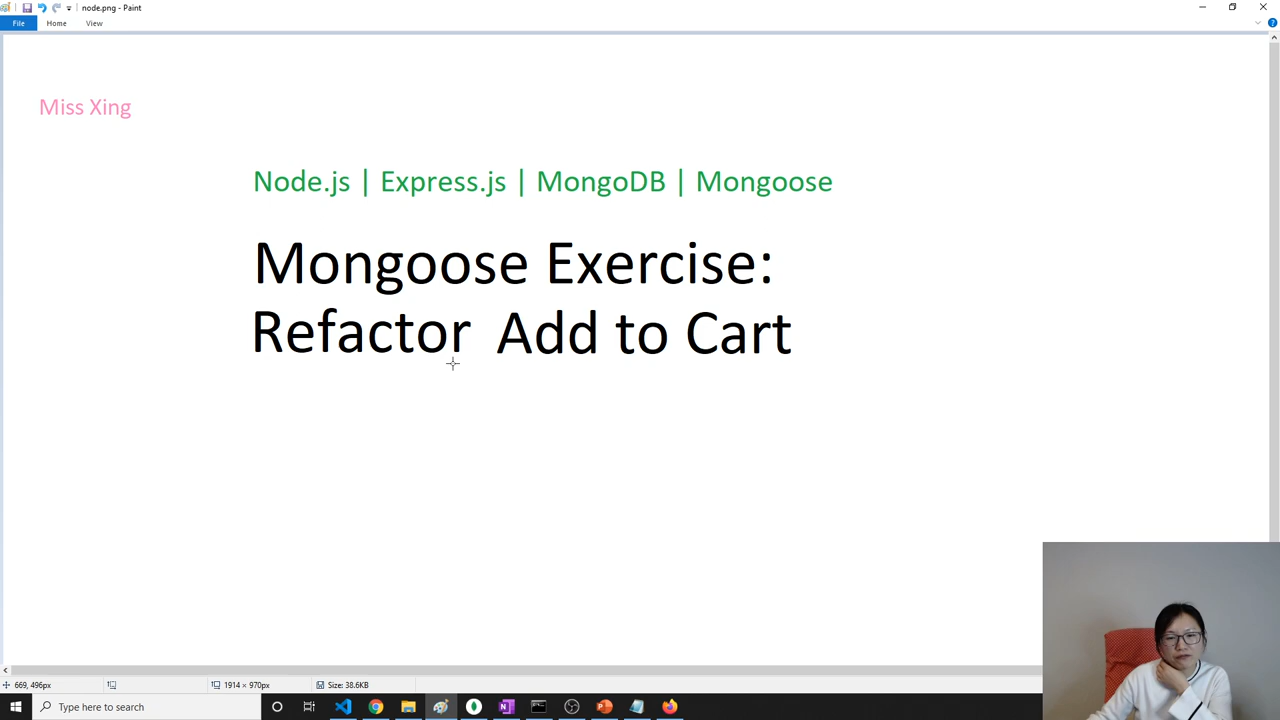 node.png - Paint
File Home View
Miss Xing
Node.js | Express.js | MongoDB | Mongoose
Mongoose Exercise:
Refactor Add to Cart
669, 496px
1914 × 970px
Size: 38.6KB
Type here to search